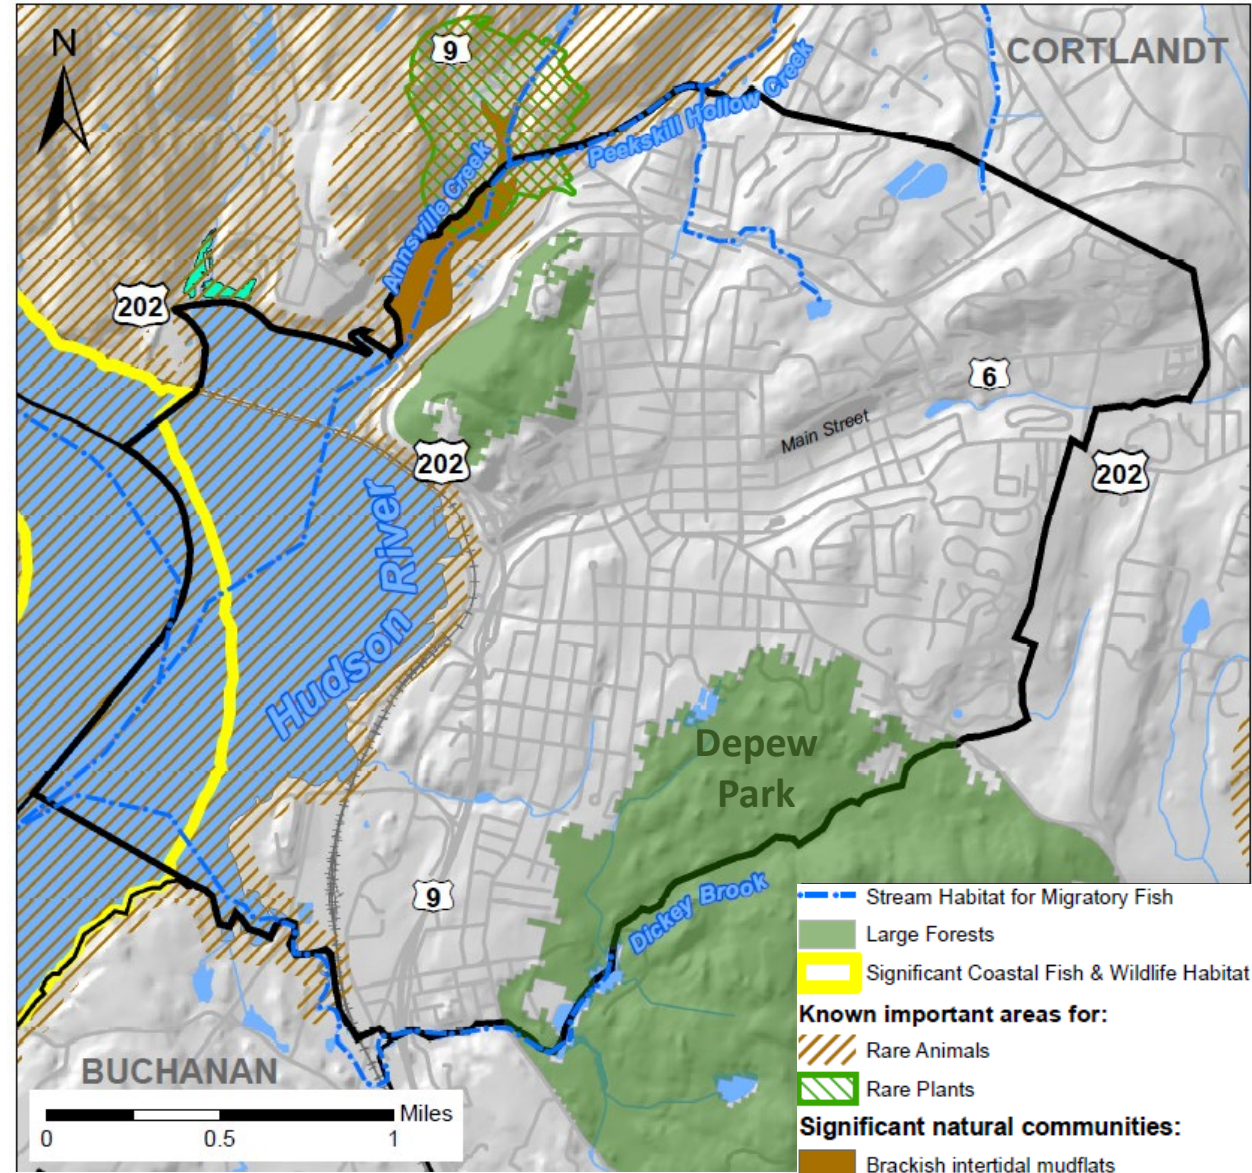 N
9
CORTLANDT
Peekskill Hollow Creek
Annsville Creek
202
6
Main Street
202
202
Hudson River
Depew
Park
9
Dickey Brook
BUCHANAN
Miles
0 0.5 1
Stream Habitat for Migratory Fish
Large Forests
Significant Coastal Fish & Wildlife Habitat
Known important areas for:
Rare Animals
Rare Plants
Significant natural communities:
Brackish intertidal mudflats